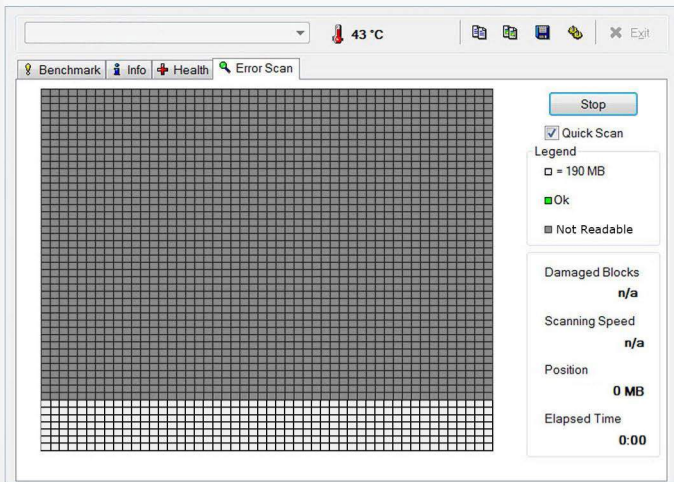 43 °C
Exit
Benchmark
Info
Health
Error Scan
Stop
Quick Scan
Legend
= 190 MB
Ok
Not Readable
Damaged Blocks
n/a
Scanning Speed
n/a
Position
0 MB
Elapsed Time
0:00